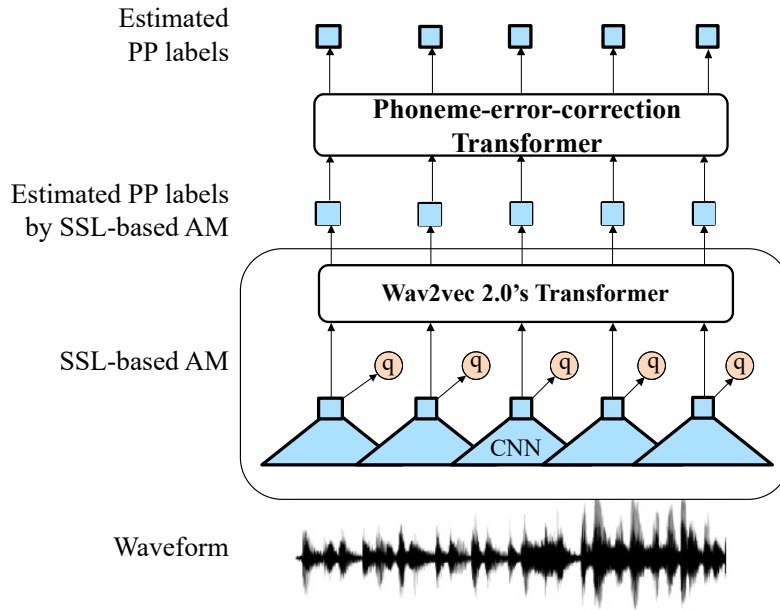 Estimated
PP labels
Phoneme-error-correction
Transformer
Estimated PP labels
by SSL-based AM
Wav2vec 2.0's Transformer
SSL-based AM
q q q q q
CNN
Waveform